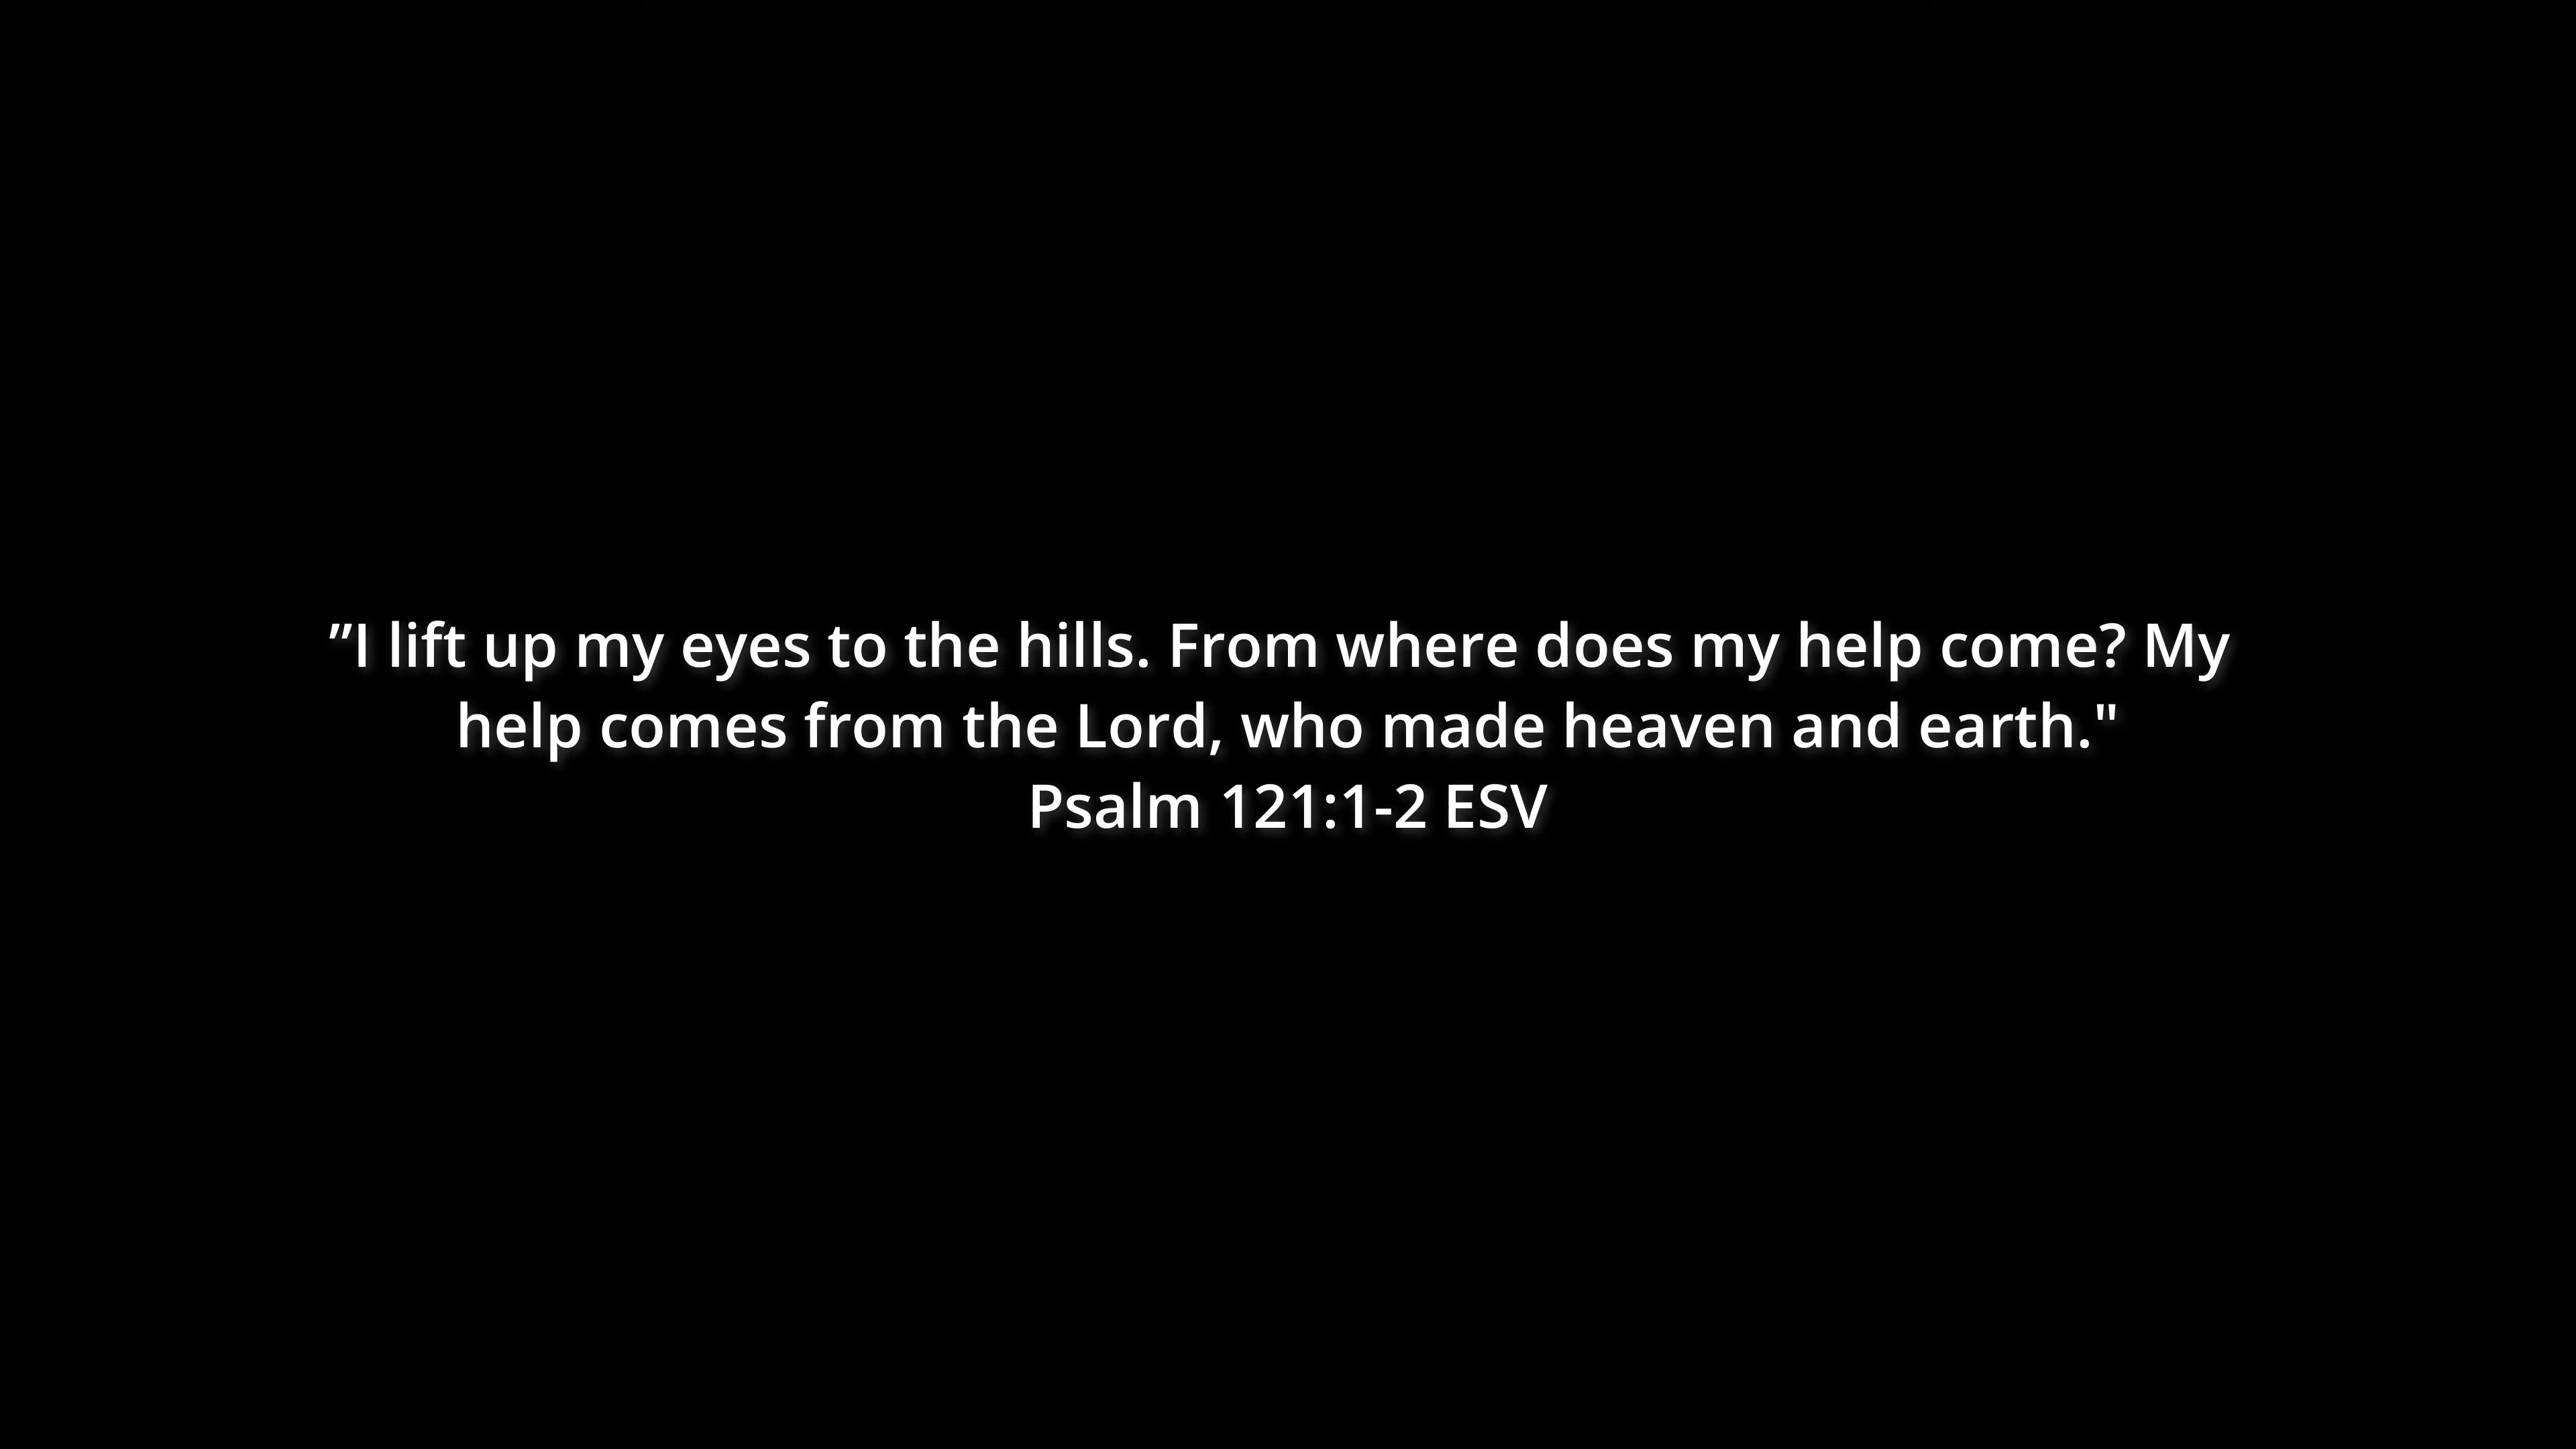 ”I lift up my eyes to the hills. From where does my help come? My
help comes from the Lord, who made heaven and earth."
Psalm 121:1-2 ESV